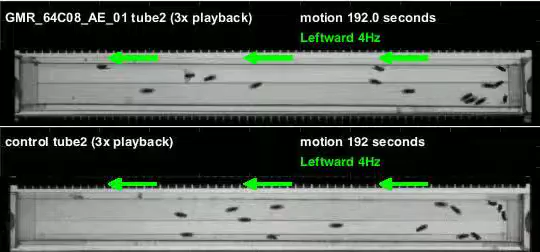 GMR_64C08_AE_01 tube2 (3x playback)
motion 192.0 seconds
Leftward 4Hz
control tube2 (3x playback)
motion 192 seconds
Leftward 4Hz